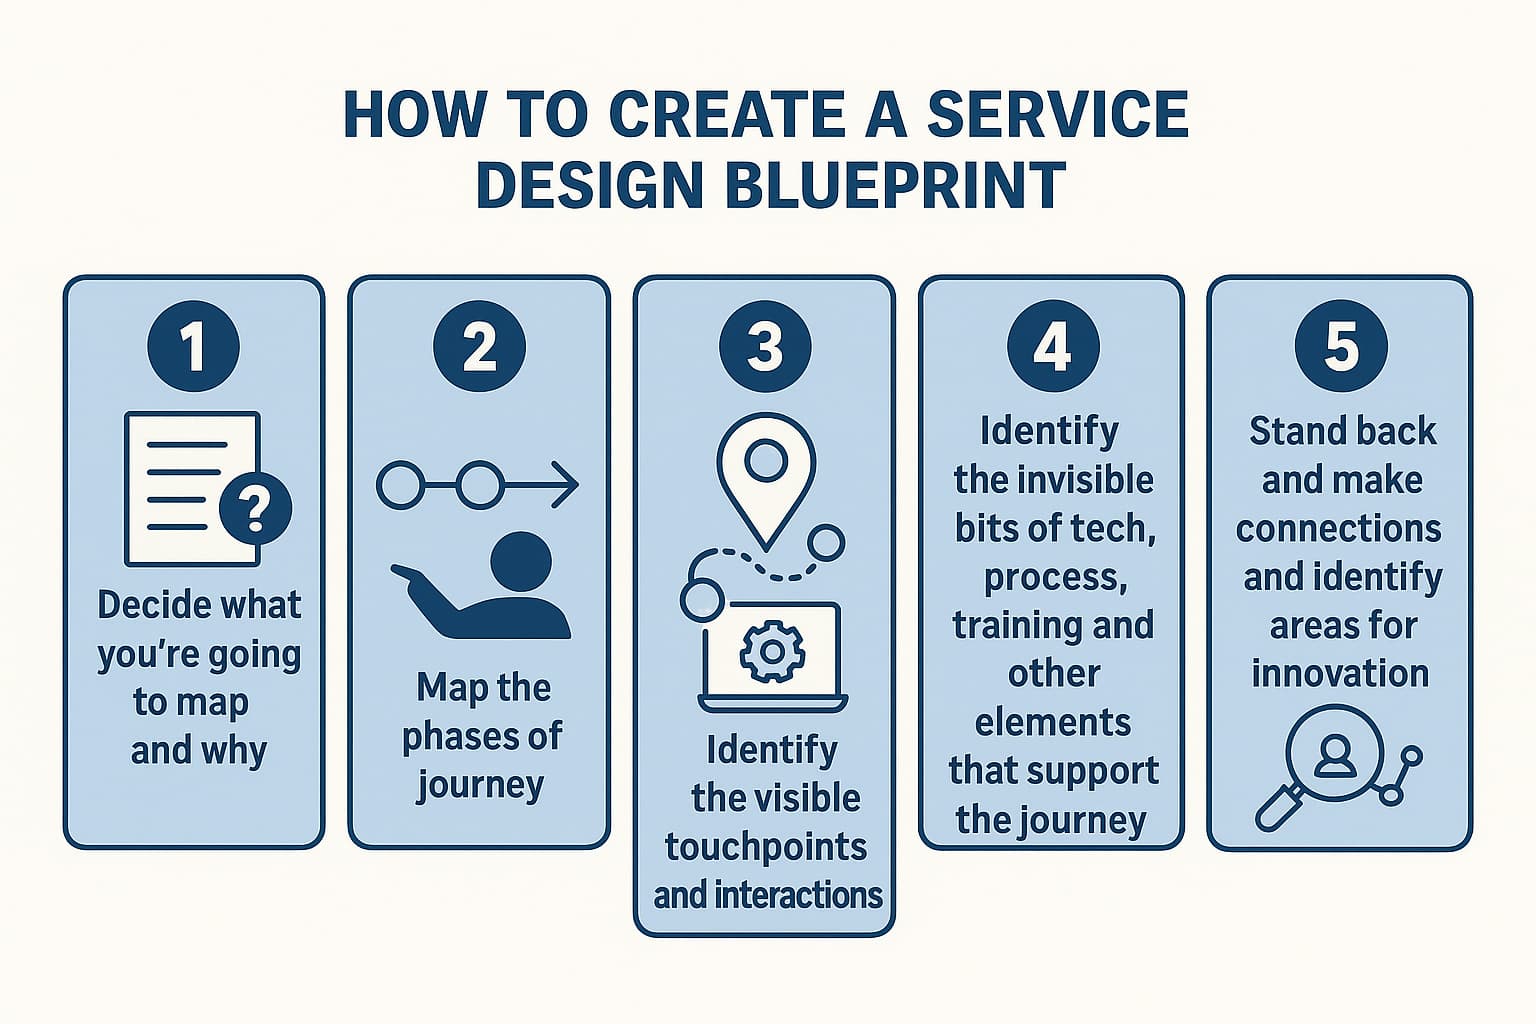 HOW TO CREATE A SERVICE
DESIGN BLUEPRINT
1
?
Decide what
you're going
to map
and why
2
Map the
phases of
journey
3
Identify
the visible
touchpoints
and interactions
4
Identify
the invisible
bits of tech,
process,
training and
other
elements
that support
the journey
5
Stand back
and make
connections
and identify
areas for
innovation